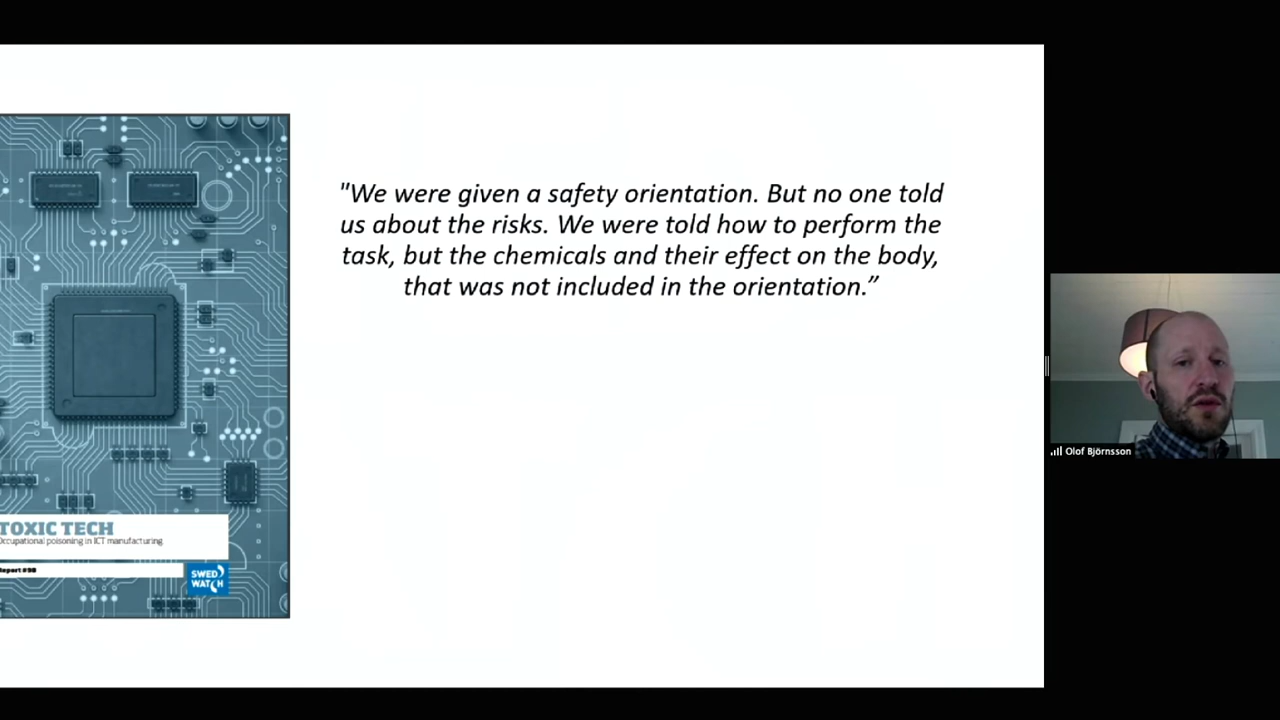 "We were given a safety orientation. But no one told
us about the risks. We were told how to perform the
task, but the chemicals and their effect on the body,
that was not included in the orientation.”
TOXIC TECH
Occupational poisoning in ICT manufacturing
Report #98
SWED
WATCH
Olof Björnsson